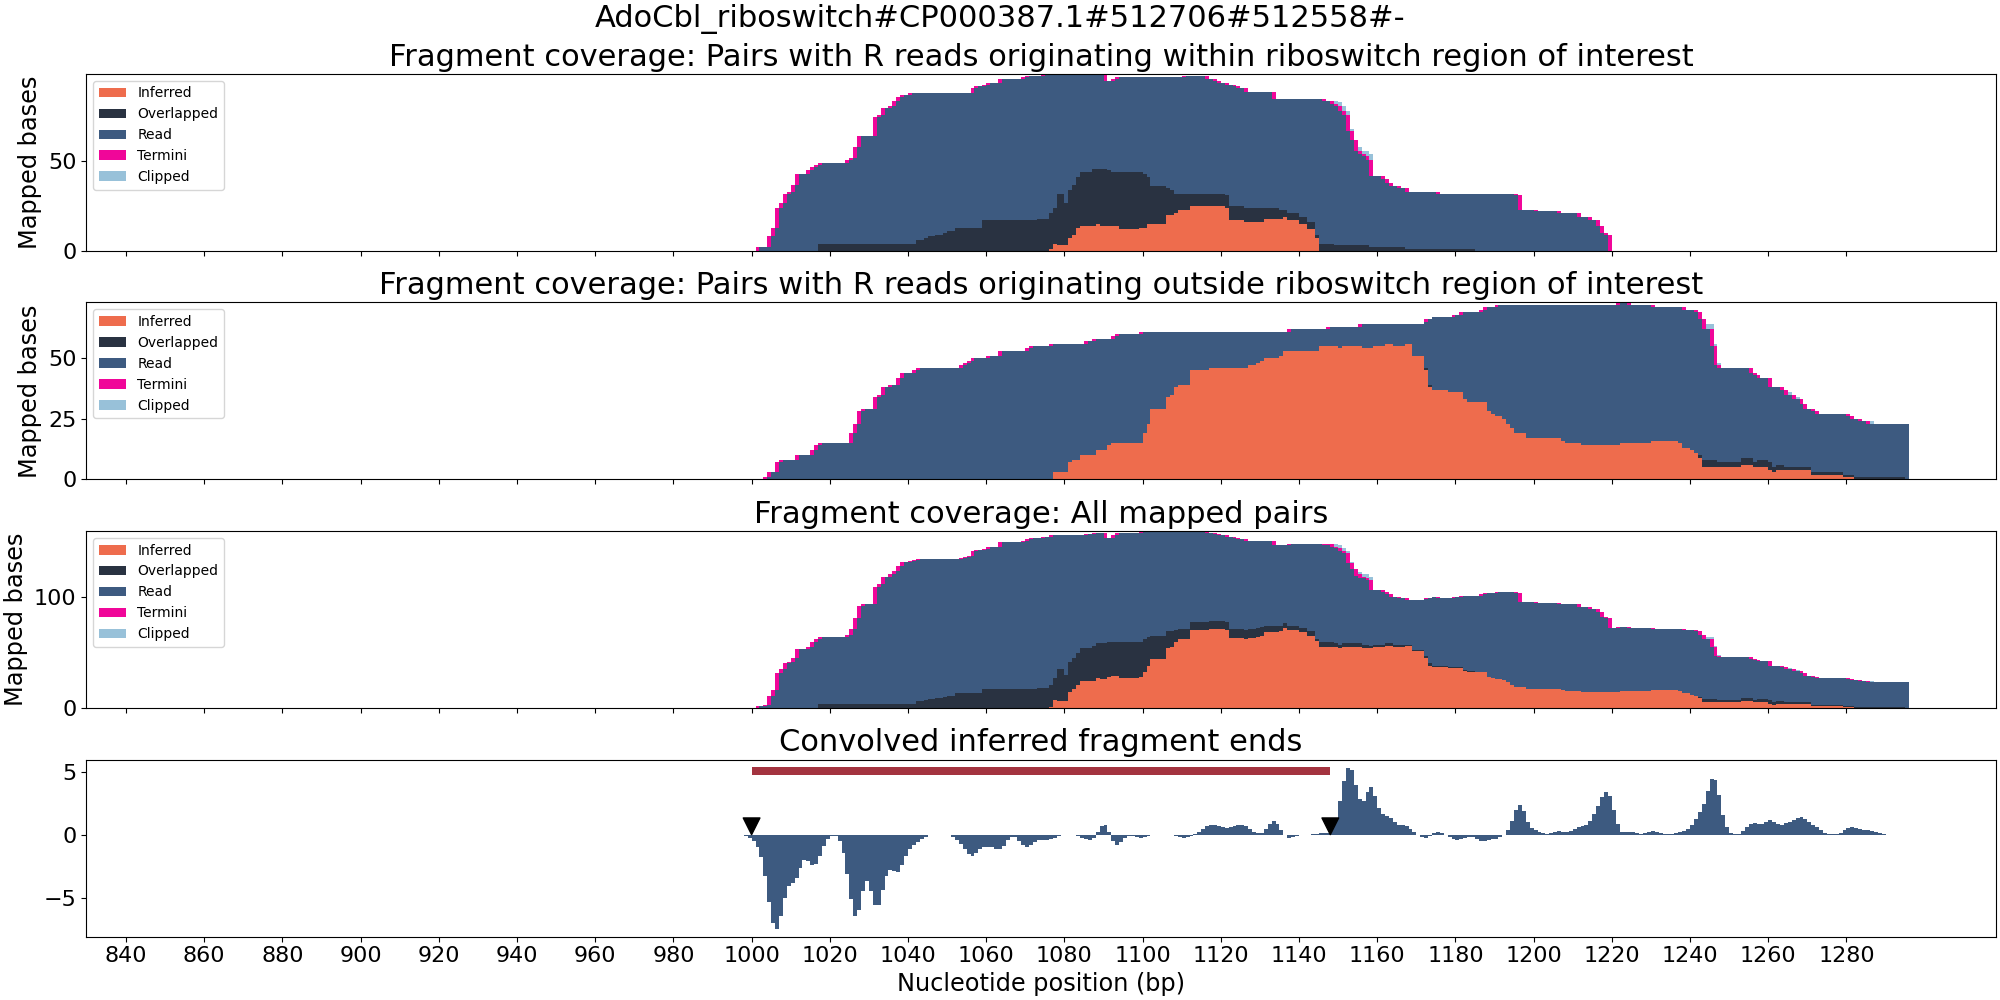 AdoCbl_riboswitch#CP000387.1#512706#512558#-
Fragment coverage: Pairs with R reads originating within riboswitch region of interest
Mapped bases
50
0
Inferred
Overlapped
Read
Termini
Clipped
Fragment coverage: Pairs with R reads originating outside riboswitch region of interest
Mapped bases
50
25
0
Inferred
Overlapped
Read
Termini
Clipped
Fragment coverage: All mapped pairs
Mapped bases
100
0
Inferred
Overlapped
Read
Termini
Clipped
Convolved inferred fragment ends
5
0
−5
840 860 880 900 920 940 960 980 1000 1020 1040 1060 1080 1100 1120 1140 1160 1180 1200 1220 1240 1260 1280
Nucleotide position (bp)